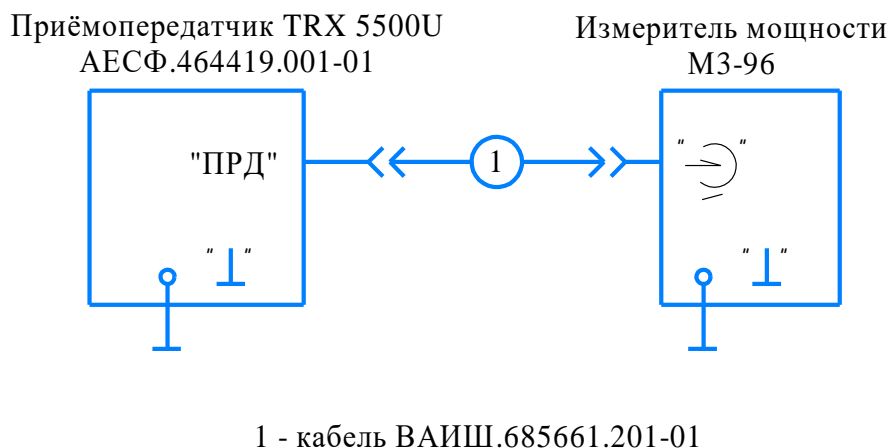 Приёмопередатчик TRX 5500U
АЕСФ.464419.001-01
Измеритель мощности
М3-96
"ПРД"
1
1 - кабель ВАИШ.685661.201-01